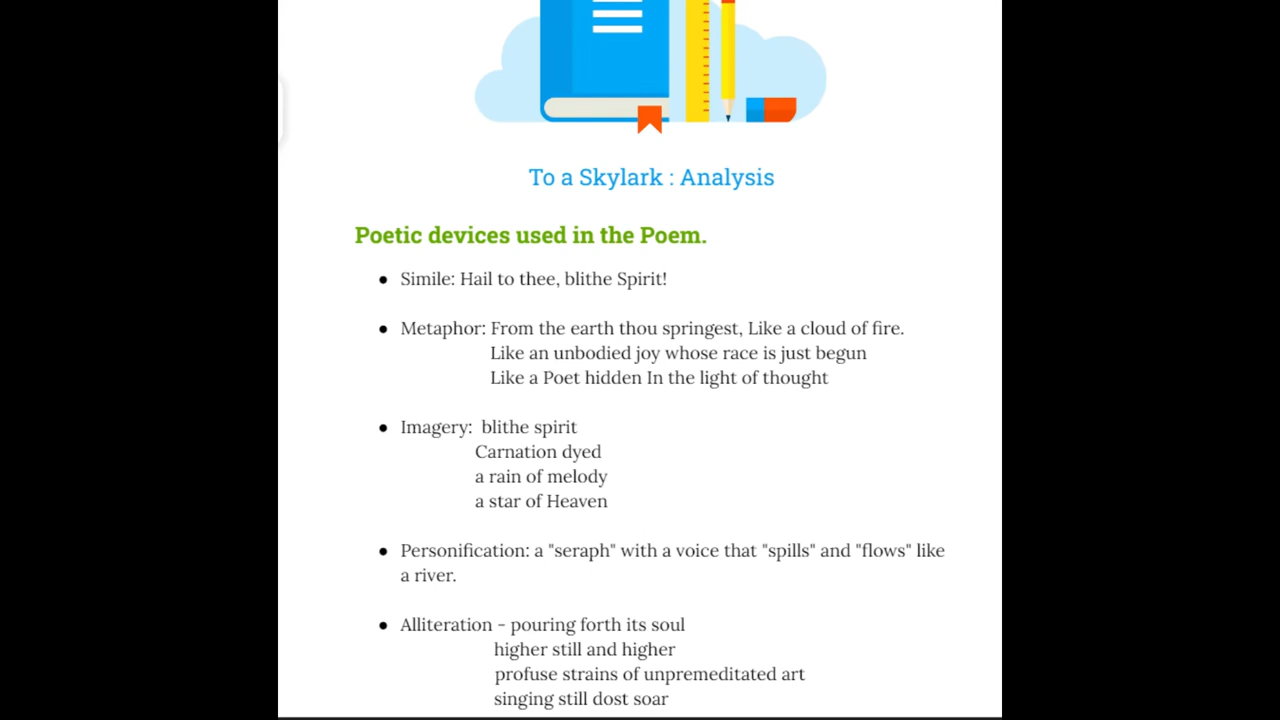 To a Skylark : Analysis
Poetic devices used in the Poem.
● Simile: Hail to thee, blithe Spirit!
● Metaphor: From the earth thou springest, Like a cloud of fire.
Like an unbodied joy whose race is just begun
Like a Poet hidden In the light of thought
● Imagery: blithe spirit
Carnation dyed
a rain of melody
a star of Heaven
● Personification: a "seraph" with a voice that "spills" and "flows" like
a river.
● Alliteration - pouring forth its soul
higher still and higher
profuse strains of unpremeditated art
singing still dost soar